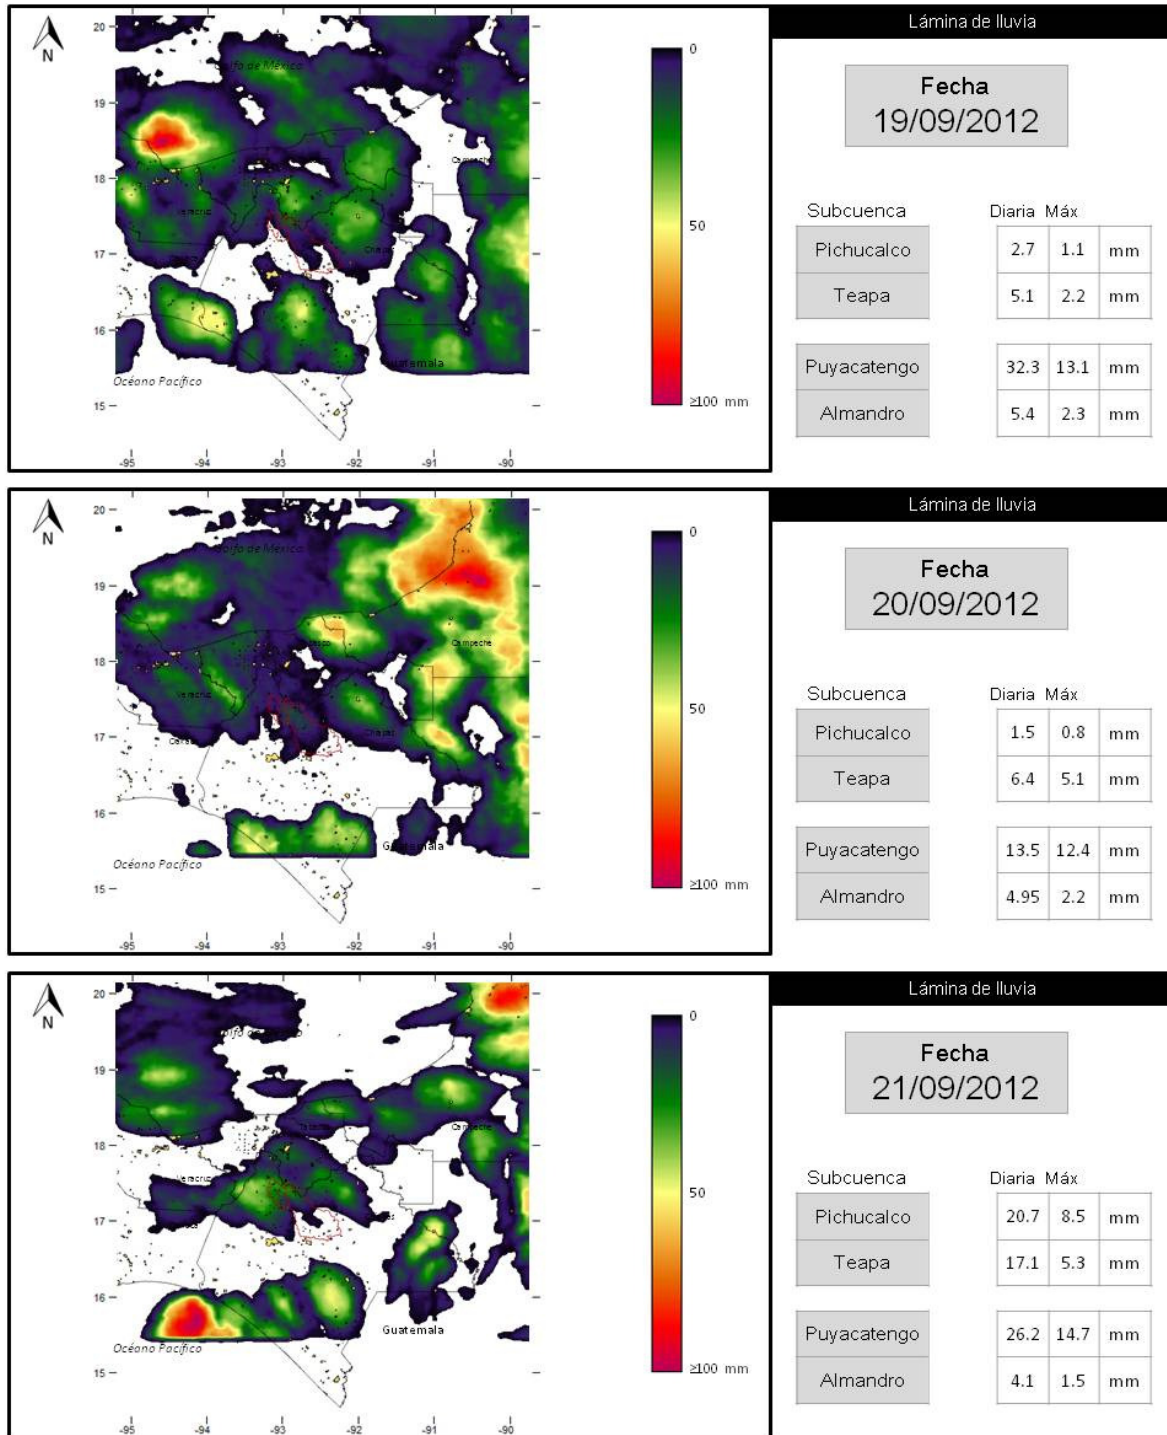 Lámina de lluvia
Fecha
19/09/2012
Subcuenca Diaria Máx
Pichucalco 2.7 1.1 mm
Teapa 5.1 2.2 mm
Puyacatengo 32.3 13.1 mm
Almandro 5.4 2.3 mm
N
20
19
18
17
16
15
-95 -94 -93 -92 -91 -90
Golfo de México
Campeche
Veracruz
Guatemala
Océano Pacífico
0
50
≥100 mm
Lámina de lluvia
Fecha
20/09/2012
Subcuenca Diaria Máx
Pichucalco 1.5 0.8 mm
Teapa 6.4 5.1 mm
Puyacatengo 13.5 12.4 mm
Almandro 4.95 2.2 mm
N
20
19
18
17
16
15
-95 -94 -93 -92 -91 -90
Golfo de México
Campeche
Veracruz
Guatemala
Océano Pacífico
0
50
≥100 mm
Lámina de lluvia
Fecha
21/09/2012
Subcuenca Diaria Máx
Pichucalco 20.7 8.5 mm
Teapa 17.1 5.3 mm
Puyacatengo 26.2 14.7 mm
Almandro 4.1 1.5 mm
N
20
19
18
17
16
15
-95 -94 -93 -92 -91 -90
Campeche
Veracruz
Guatemala
Océano Pacífico
0
50
≥100 mm